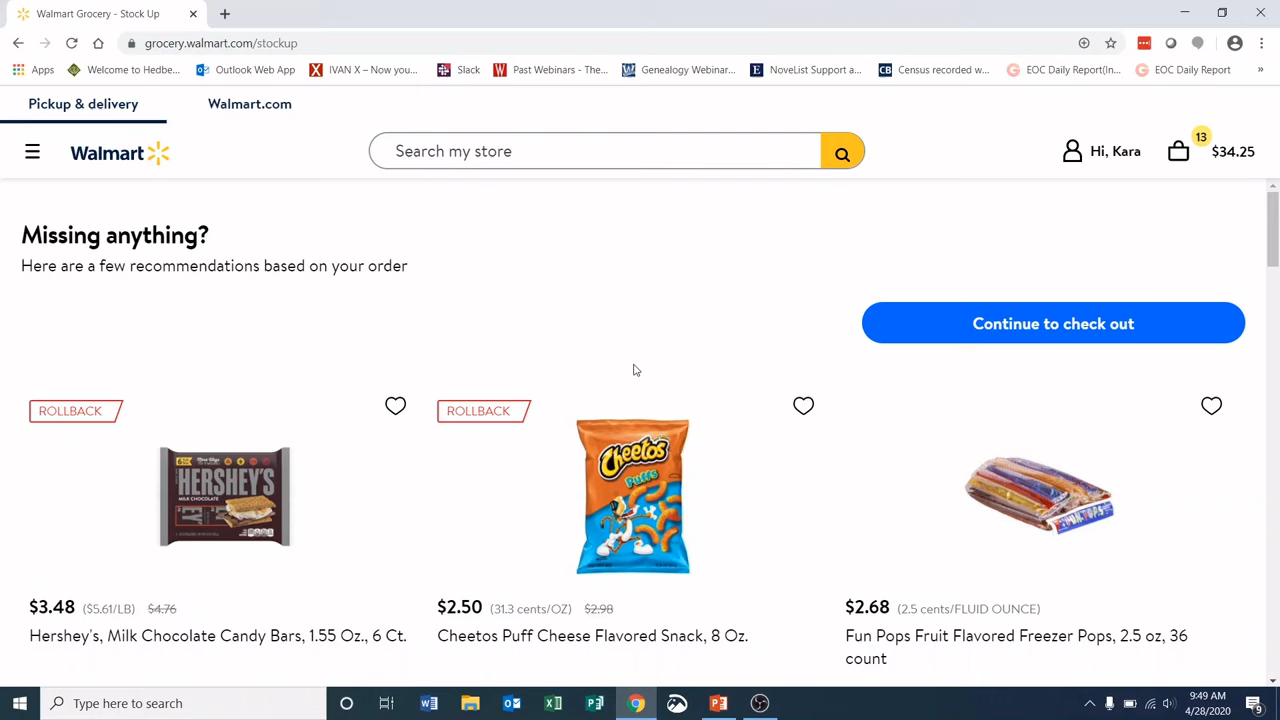 Walmart Grocery - Stock Up
grocery.walmart.com/stockup
Apps
Welcome to Hedbe...
Outlook Web App
IVAN X – Now you...
Slack
Past Webinars - The...
Genealogy Webinar...
NoveList Support a...
Census recorded w...
EOC Daily Report(In...
EOC Daily Report
»
Pickup & delivery
Walmart.com
Walmart
Search my store
Hi, Kara
13
$34.25
Missing anything?
Here are a few recommendations based on your order
Continue to check out
ROLLBACK
ROLLBACK
HERSHEY'S
MILK CHOCOLATE
Cheetos
Puffs
FUN POPS
$3.48 ($5.61/LB) $4.76
Hershey's, Milk Chocolate Candy Bars, 1.55 Oz., 6 Ct.
$2.50 (31.3 cents/OZ) $2.98
Cheetos Puff Cheese Flavored Snack, 8 Oz.
$2.68 (2.5 cents/FLUID OUNCE)
Fun Pops Fruit Flavored Freezer Pops, 2.5 oz, 36
count
Type here to search
9:49 AM
4/28/2020
9